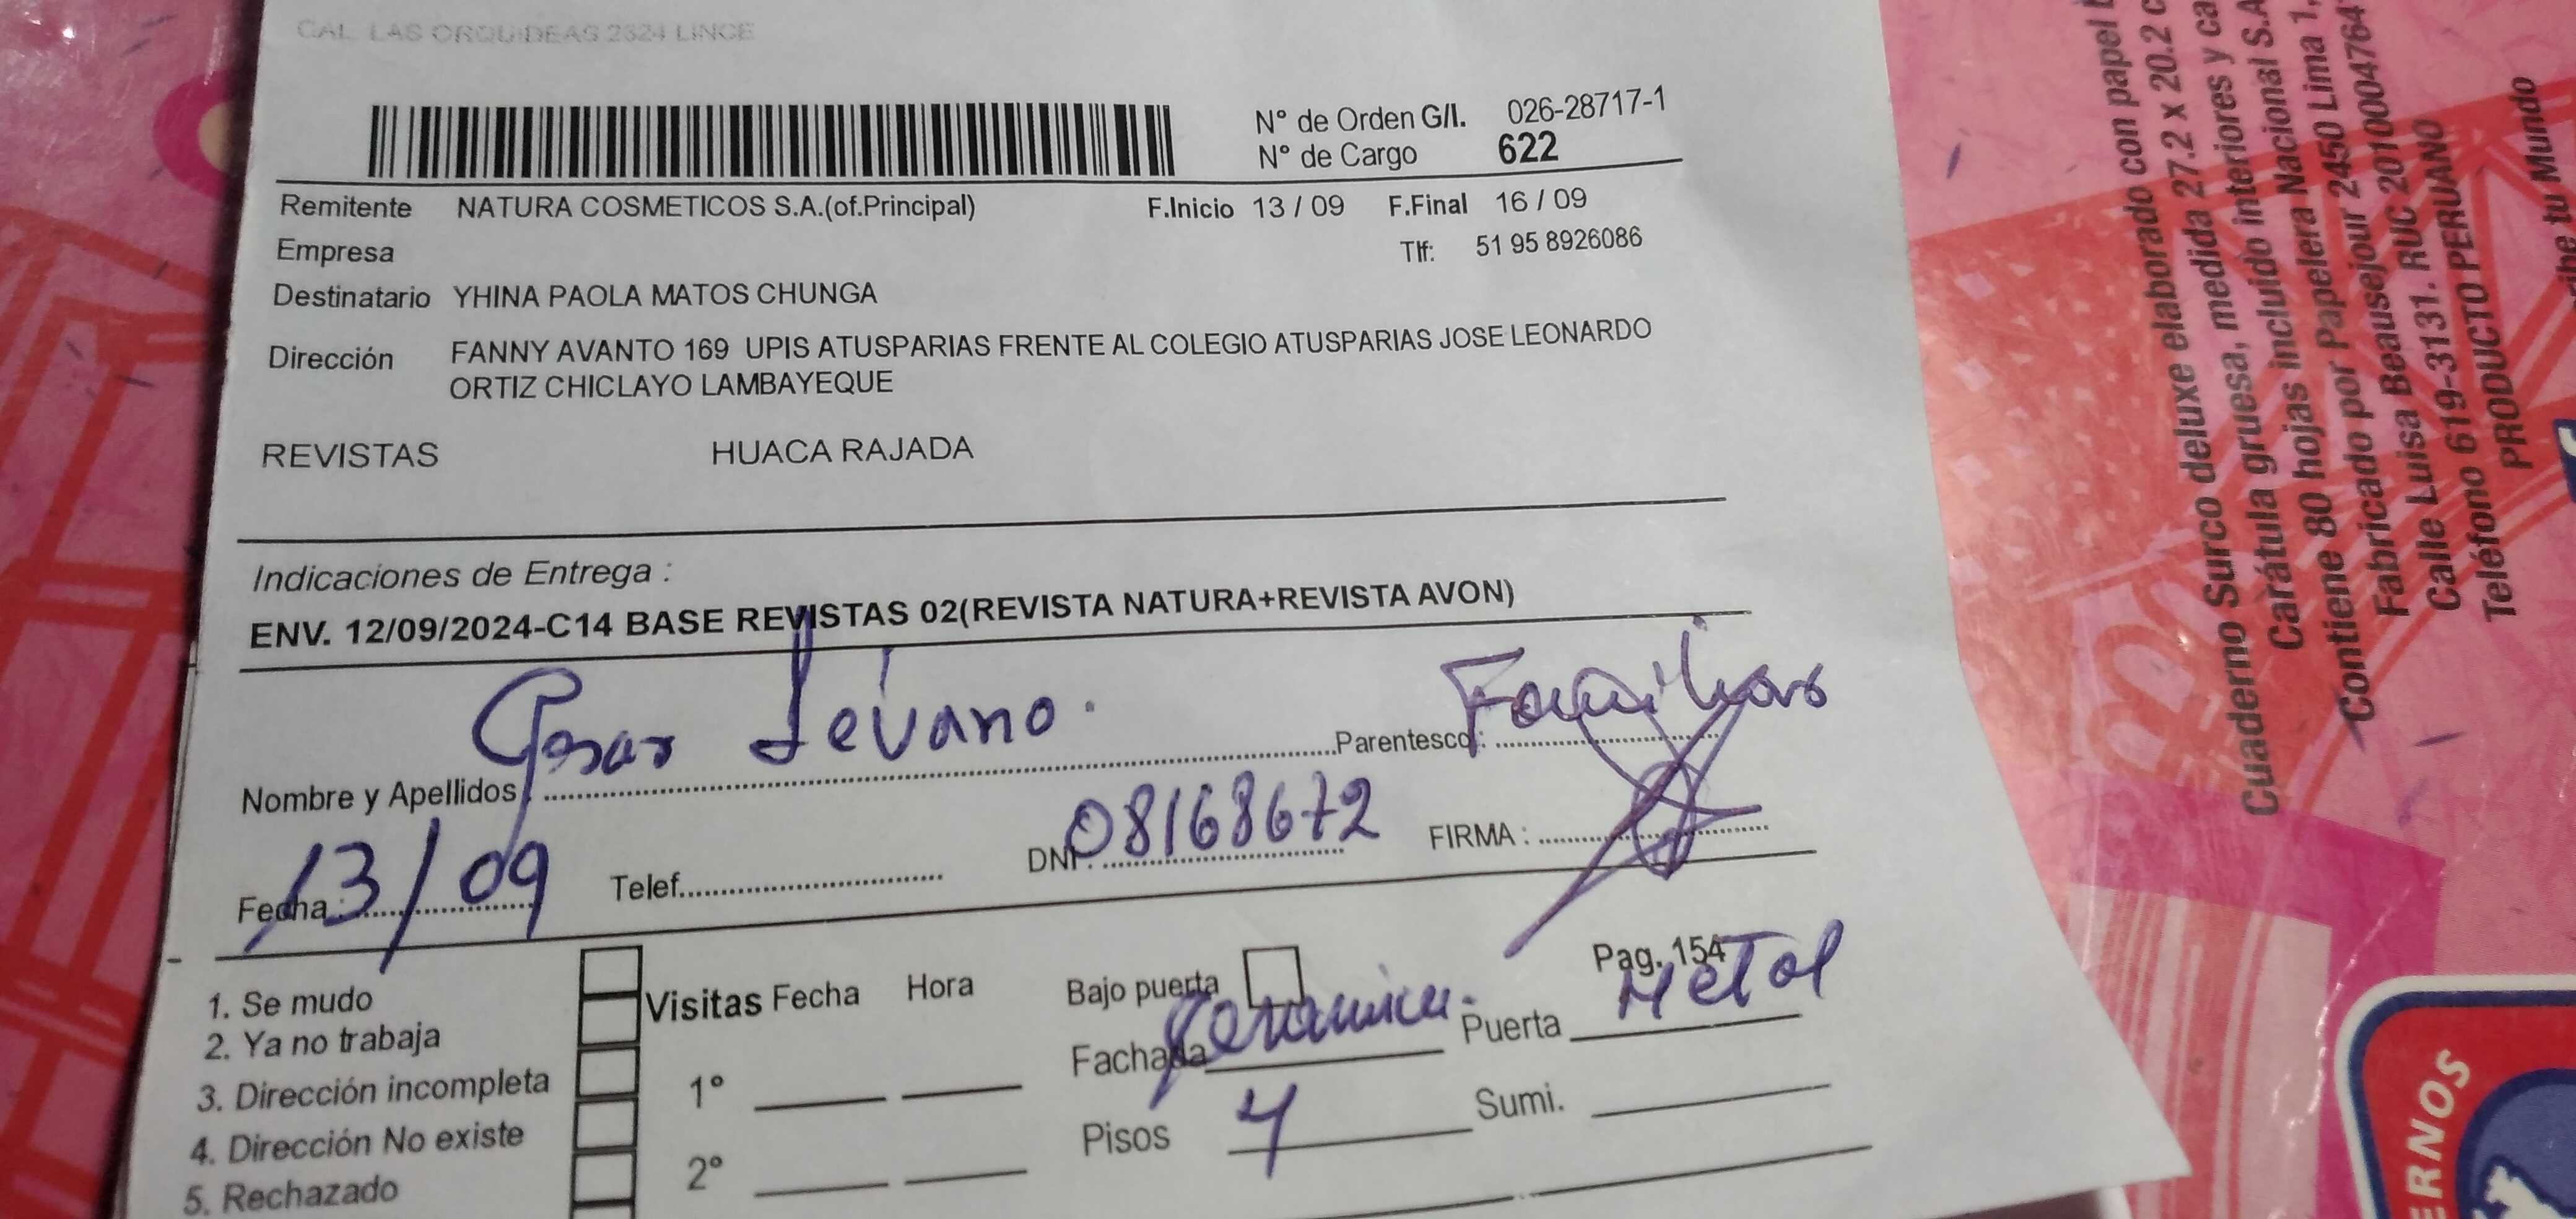 CAL LAS ORQUIDEAS 2324 LINCE
N° de Orden G/I. 026-28717-1
N° de Cargo 622
Remitente NATURA COSMETICOS S.A.(of.Principal) F.Inicio 13 / 09 F.Final 16 / 09
Empresa Tlf: 51 95 8926086
Destinatario YHINA PAOLA MATOS CHUNGA
Dirección FANNY AVANTO 169 UPIS ATUSPARIAS FRENTE AL COLEGIO ATUSPARIAS JOSE LEONARDO
ORTIZ CHICLAYO LAMBAYEQUE
REVISTAS HUACA RAJADA
Indicaciones de Entrega :
ENV. 12/09/2024-C14 BASE REVISTAS 02(REVISTA NATURA+REVISTA AVON)
Nombre y Apellidos: Cesar Lévano. Parentesco: Familiar
Fecha: 13/09 Telef. DNI: 08168672 FIRMA :
Pag. 154
1. Se mudo
2. Ya no trabaja
3. Dirección incompleta
4. Dirección No existe
5. Rechazado
Visitas Fecha Hora
1°
2°
Bajo puerta
Fachada Ceramica. Puerta Metal
Pisos 4 Sumi.
Cuaderno Surco deluxe elaborado con papel
Carátula gruesa, medida 27.2 x 20.2
Contiene 80 hojas incluido interiores y
Fabricado por Papelera Nacional S.A
Calle Luisa Beausejour 2450 Lima 1,
Teléfono 619-3131. RUC 2010004764
PRODUCTO PERUANO
tu Mundo
ERNOS